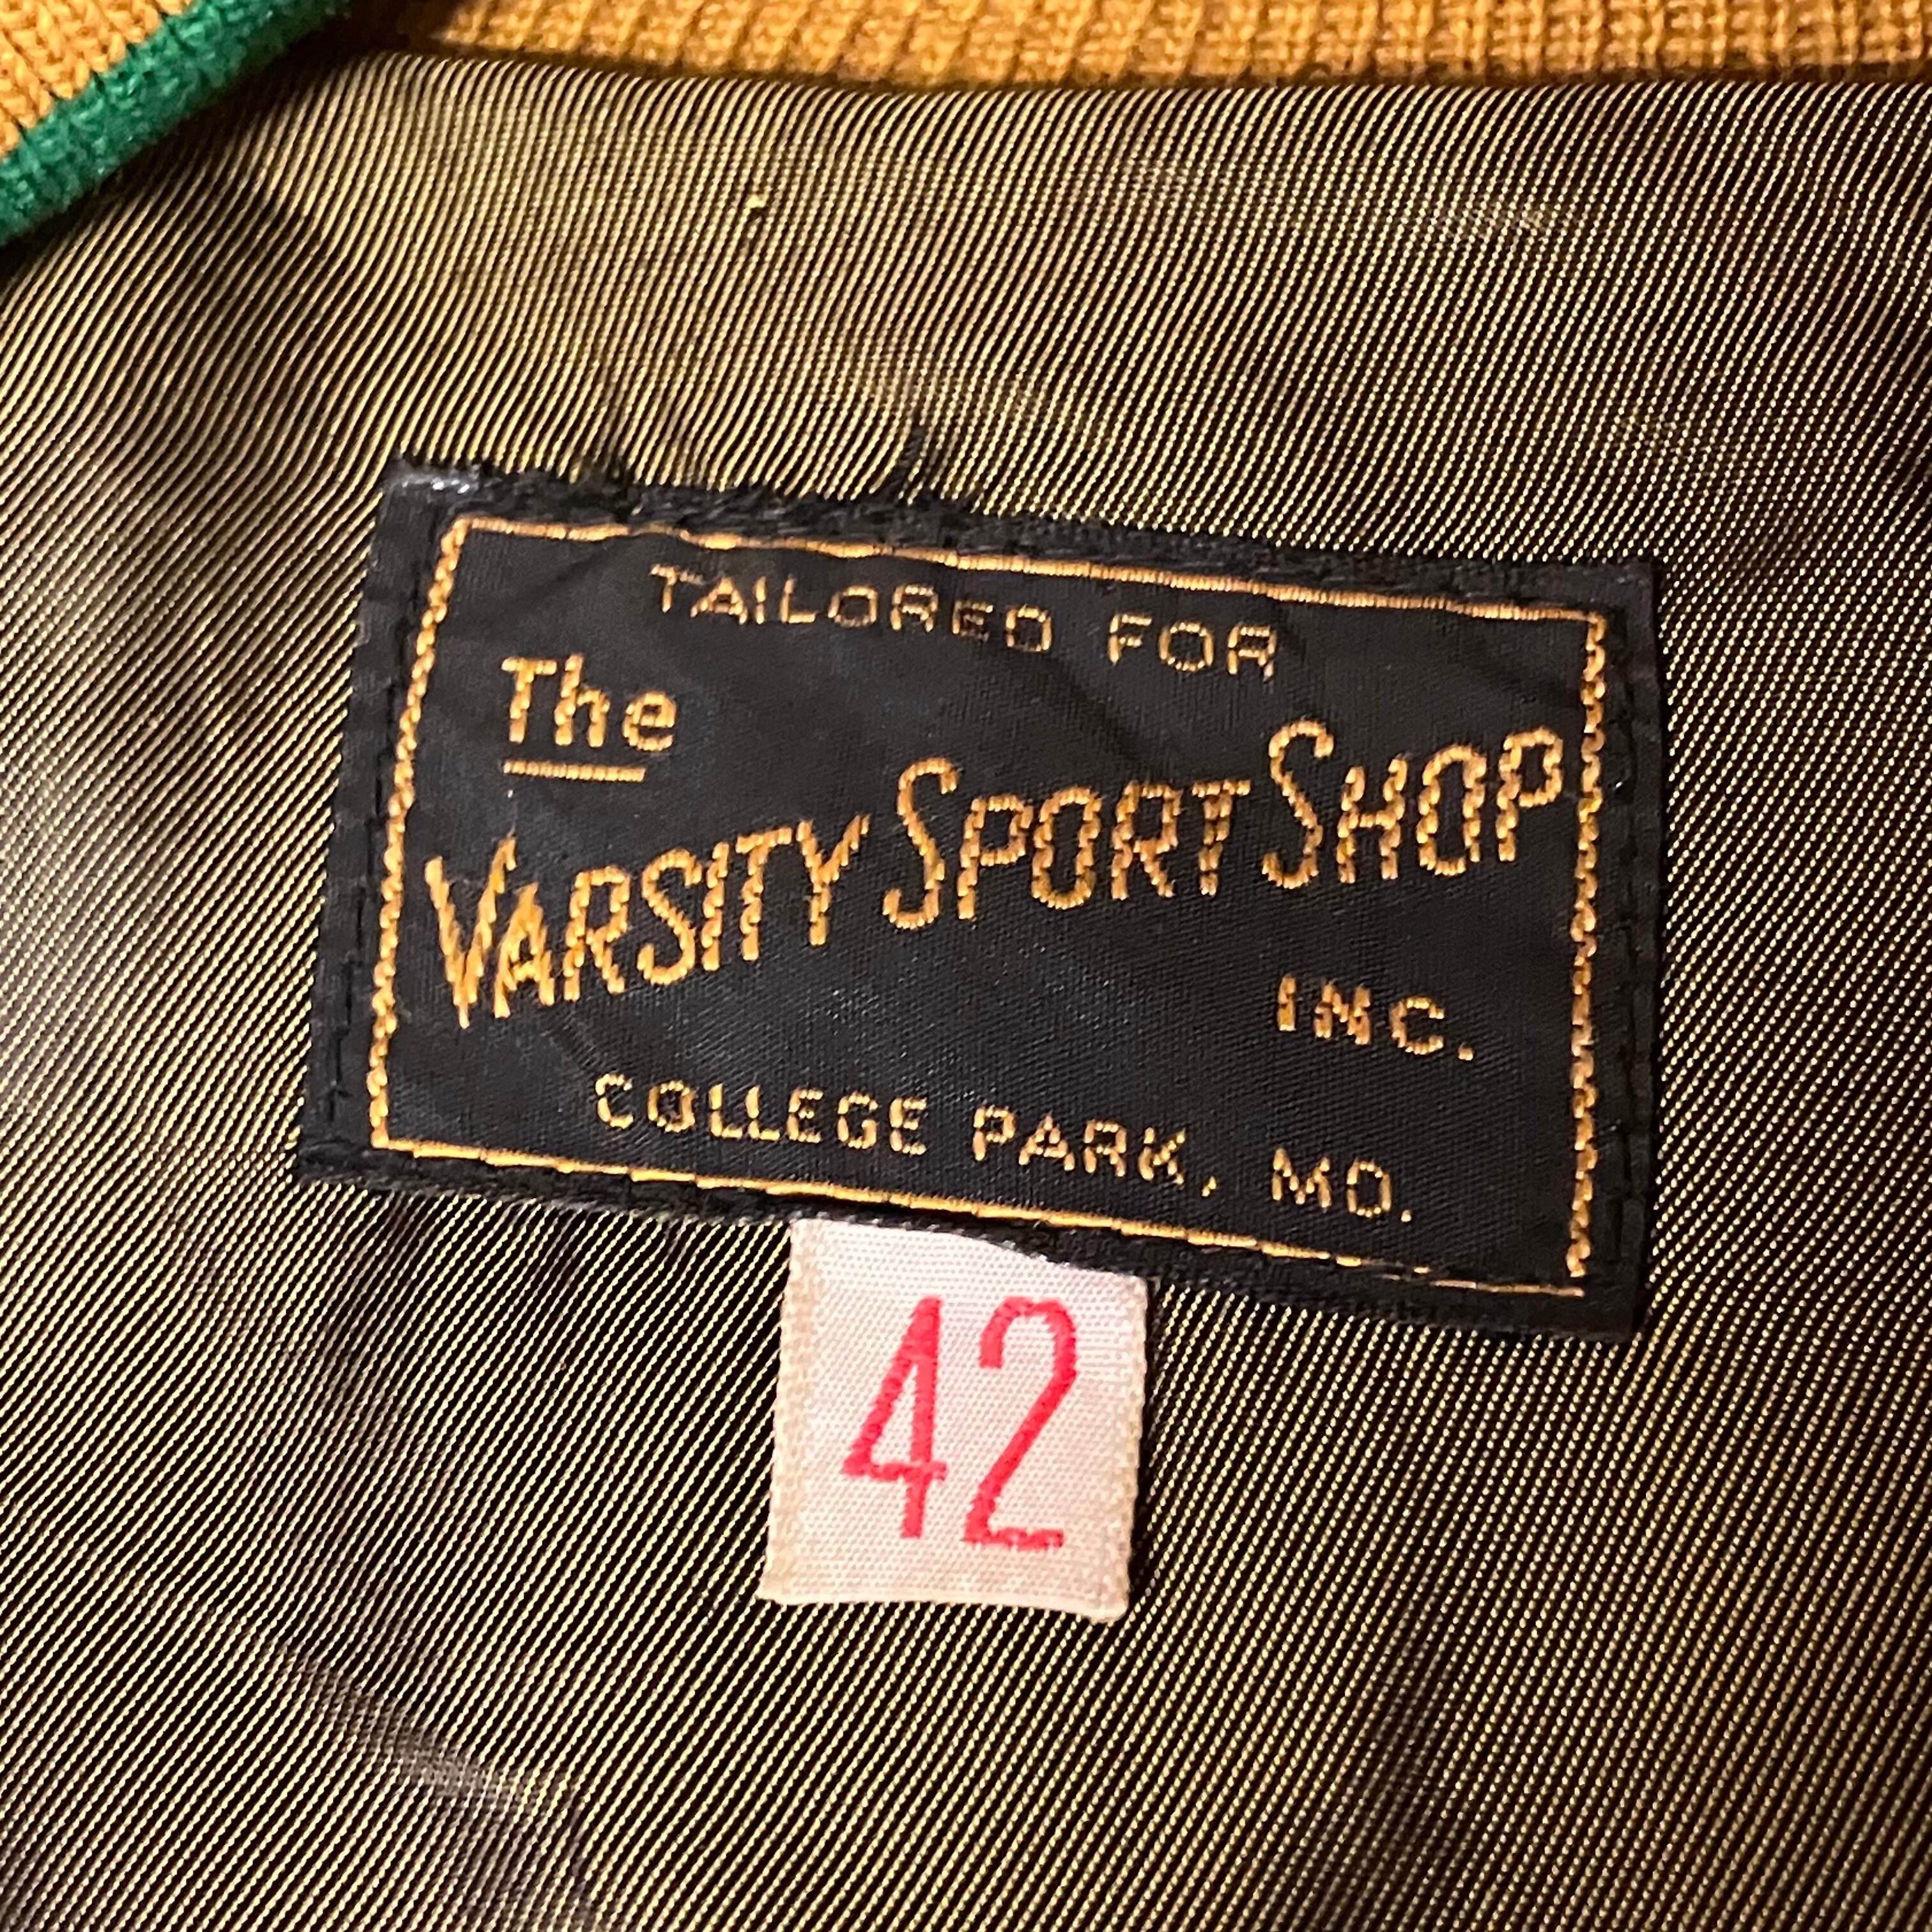 TAILORED FOR
The
VARSITY SPORT SHOP
INC.
COLLEGE PARK, MD.
42